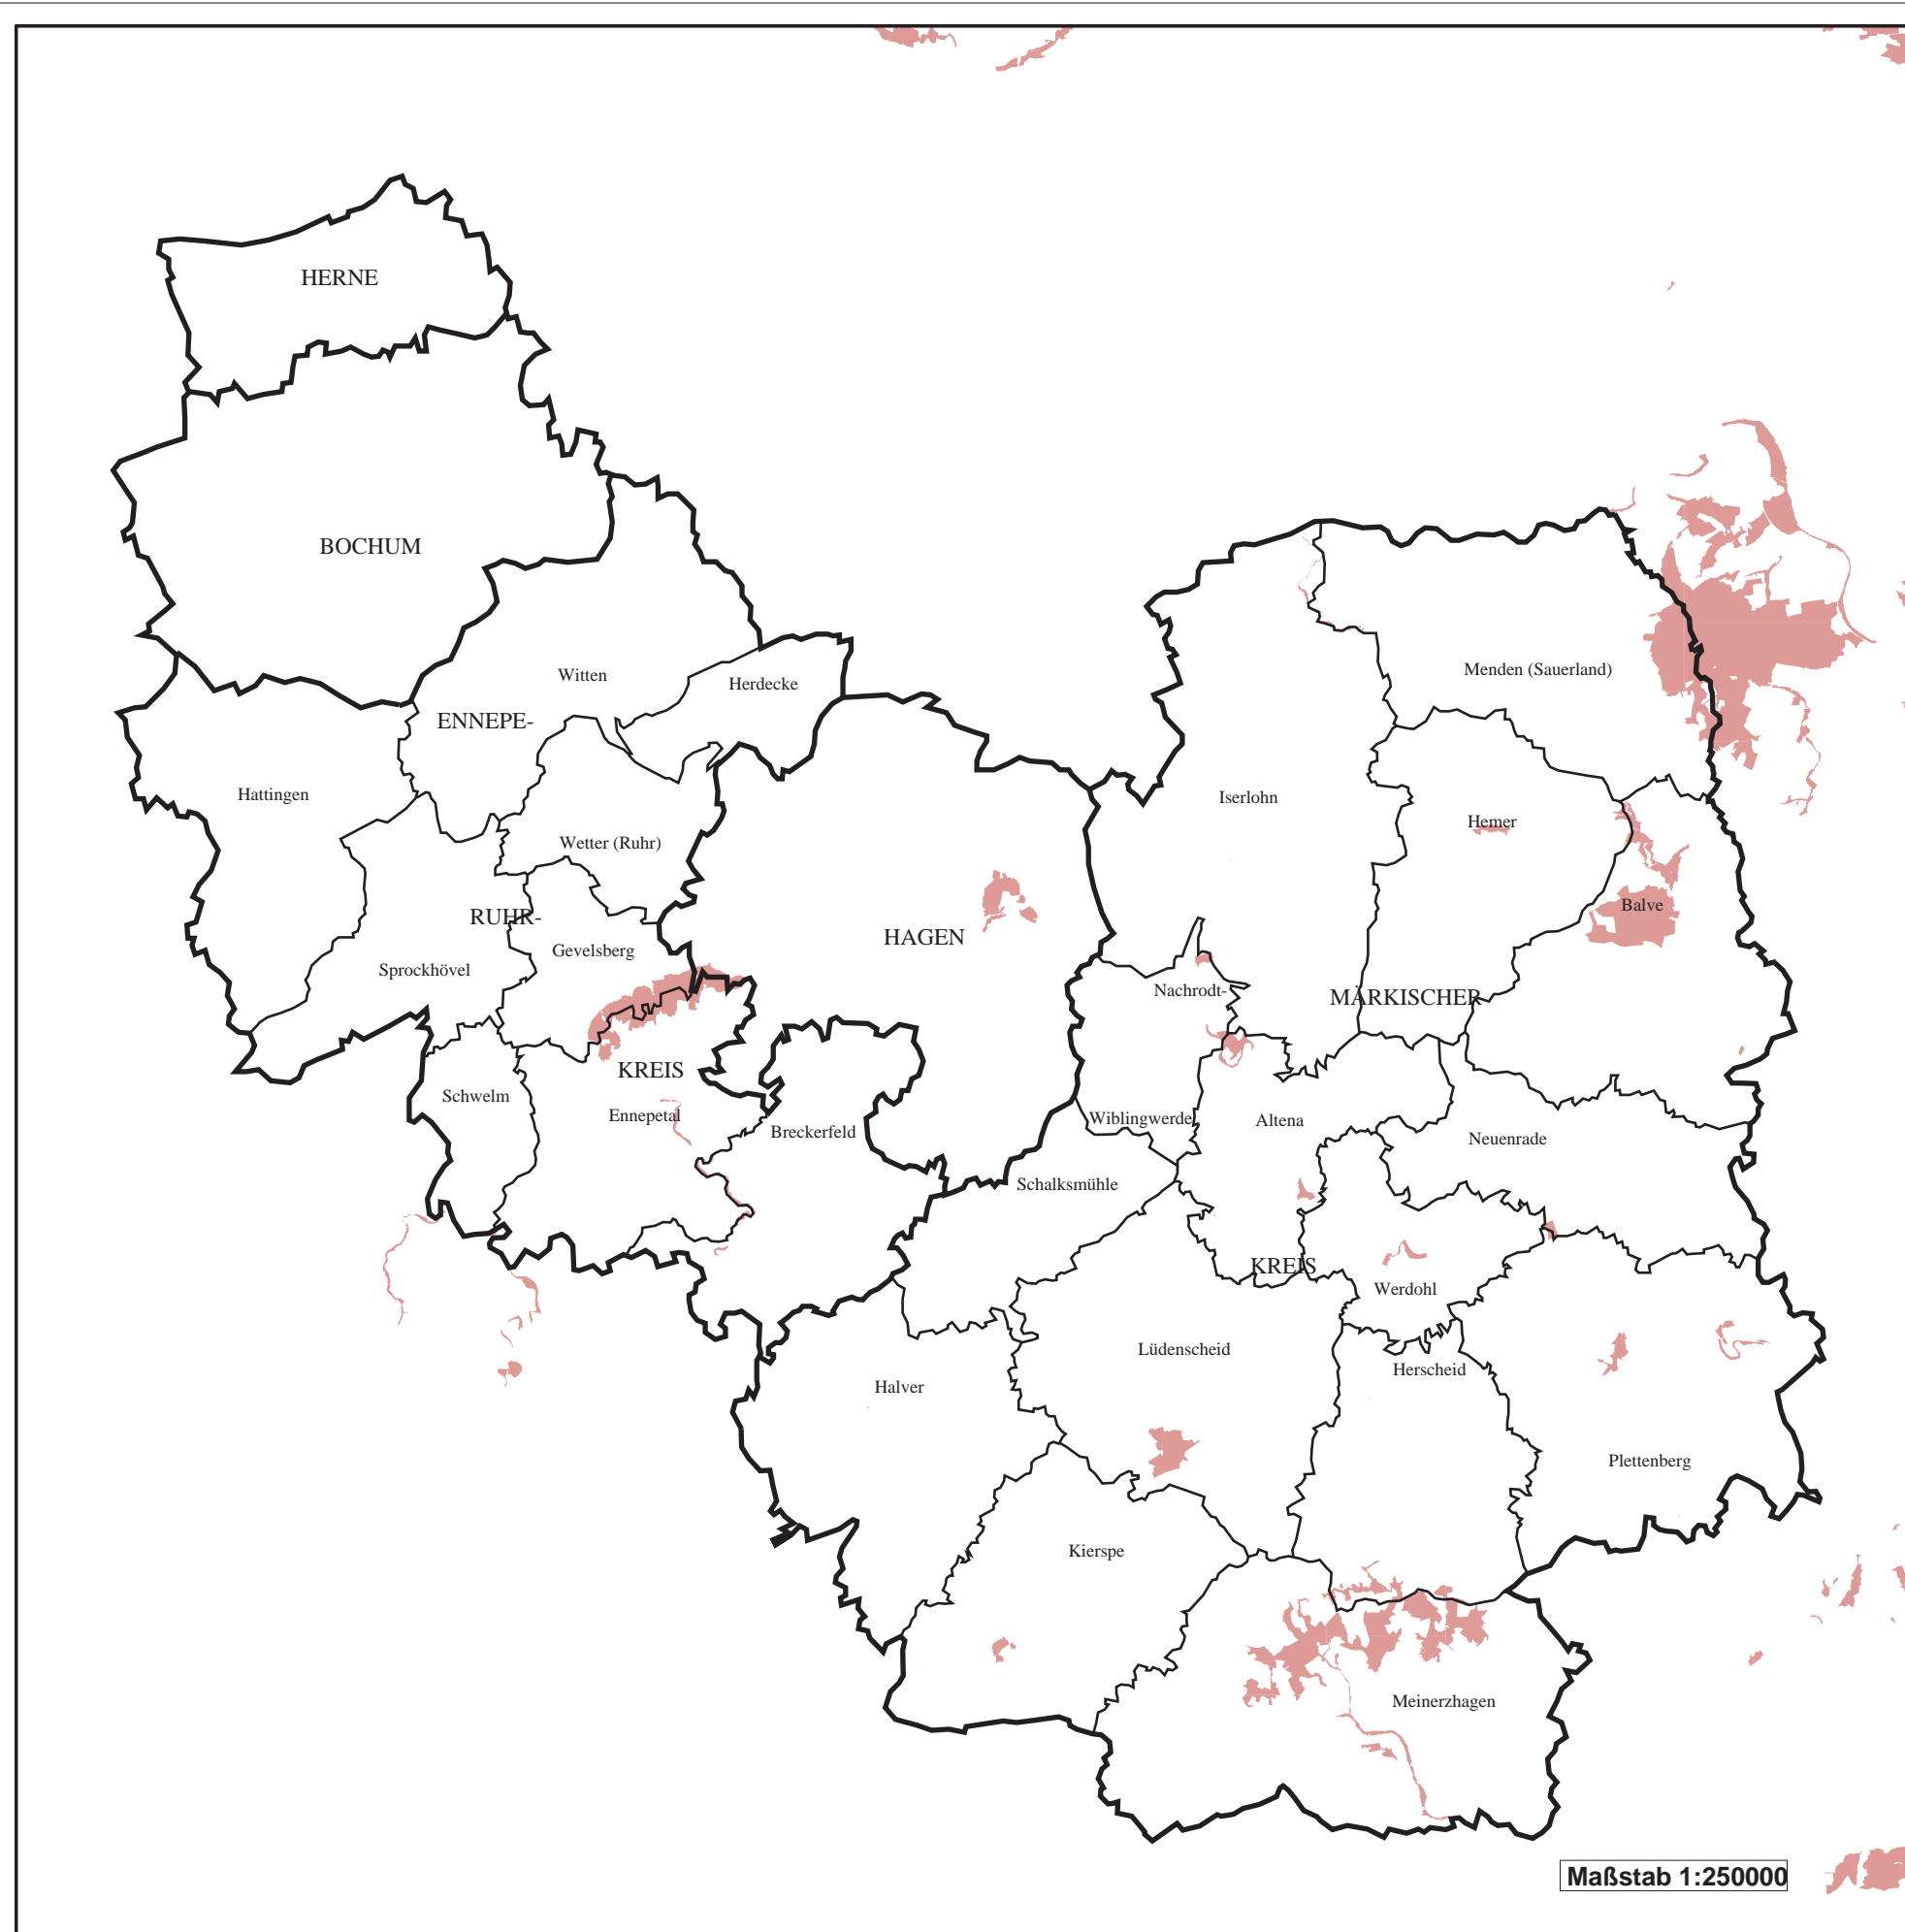 HERNE
BOCHUM
Witten
Herdecke
Menden (Sauerland)
ENNEPE-
Hattingen
Iserlohn
Hemer
Wetter (Ruhr)
Balve
RUHR-
HAGEN
Gevelsberg
Sprockhövel
Nachrodt-
MÄRKISCHER
KREIS
Schwelm
Ennepetal
Breckerfeld
Wiblingwerde
Altena
Neuenrade
Schalksmühle
KREIS
Werdohl
Lüdenscheid
Herscheid
Halver
Plettenberg
Kierspe
Meinerzhagen
Maßstab 1:250000